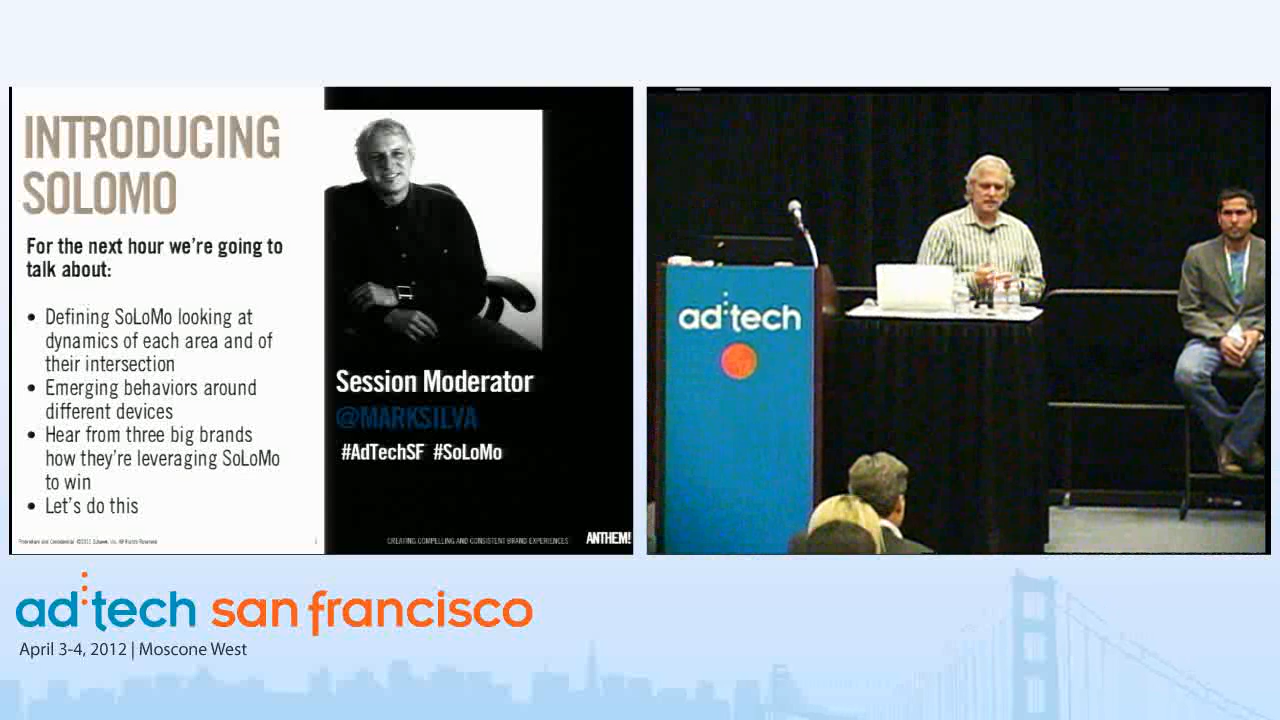 INTRODUCING
SOLOMO
For the next hour we're going to
talk about:
• Defining SoLoMo looking at
dynamics of each area and of
their intersection
• Emerging behaviors around
different devices
• Hear from three big brands
how they're leveraging SoLoMo
to win
• Let's do this
Session Moderator
@MARKSILVA
#AdTechSF #SoLoMo
CREATING COMPELLING AND CONSISTENT BRAND EXPERIENCES
ANTHEM!
ad:tech
ad:tech san francisco
April 3-4, 2012 | Moscone West